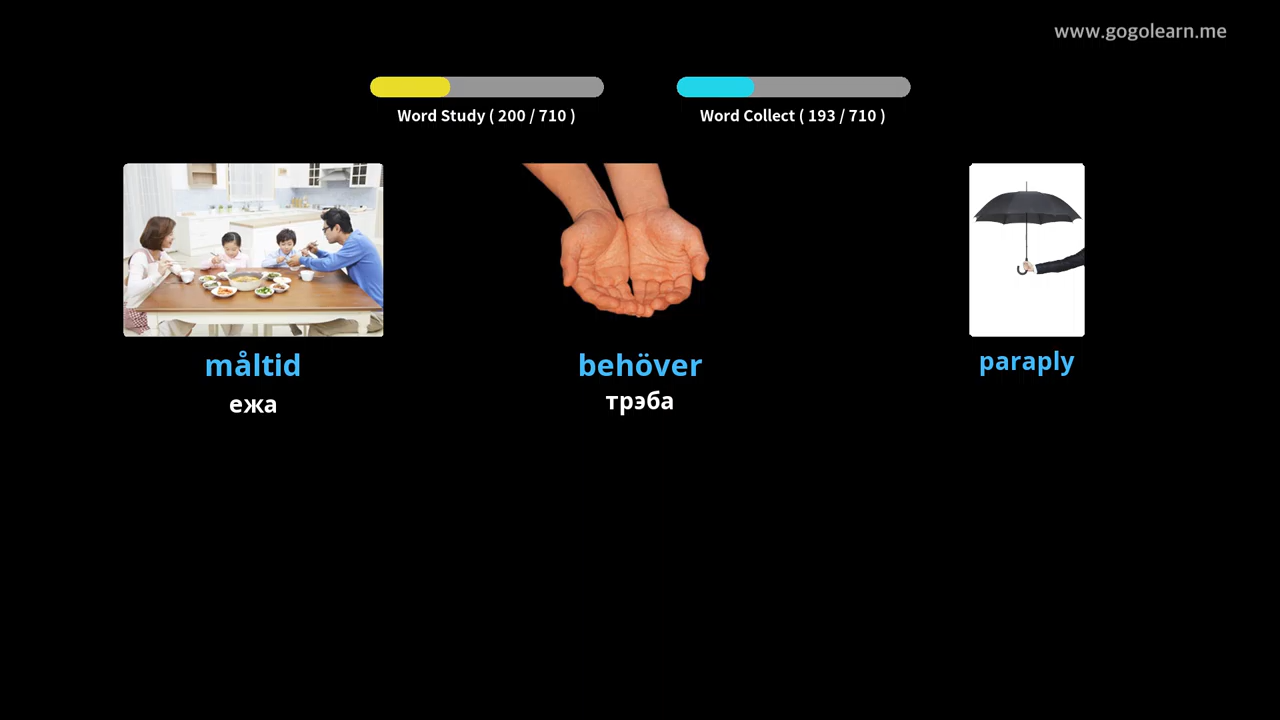 www.gogolearn.me
Word Study ( 200 / 710 )
Word Collect ( 193 / 710 )
måltid
behöver
paraply
ежа
трэба